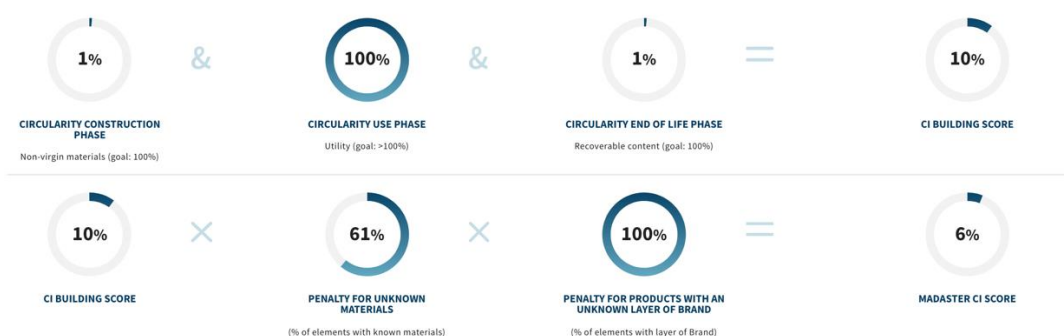 1%
&
100%
&
1%
=
10%
CIRCULARITY CONSTRUCTION
PHASE
Non-virgin materials (goal: 100%)
CIRCULARITY USE PHASE
Utility (goal: >100%)
CIRCULARITY END OF LIFE PHASE
Recoverable content (goal: 100%)
CI BUILDING SCORE
10%
×
61%
×
100%
=
6%
CI BUILDING SCORE
PENALTY FOR UNKNOWN
MATERIALS
(% of elements with known materials)
PENALTY FOR PRODUCTS WITH AN
UNKNOWN LAYER OF BRAND
(% of elements with layer of Brand)
MADASTER CI SCORE